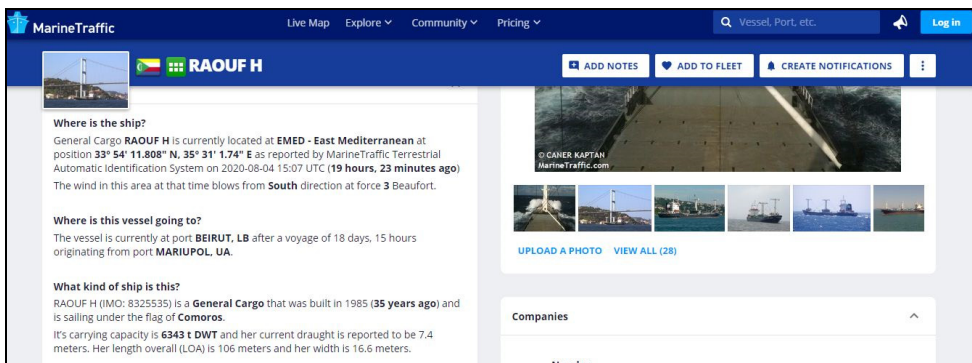 MarineTraffic
Live Map Explore Community Pricing
Vessel, Port, etc.
Log in
RAOUF H
ADD NOTES
ADD TO FLEET
CREATE NOTIFICATIONS
Where is the ship?
General Cargo RAOUF H is currently located at EMED - East Mediterranean at
position 33° 54' 11.808" N, 35° 31' 1.74" E as reported by MarineTraffic Terrestrial
Automatic Identification System on 2020-08-04 15:07 UTC (19 hours, 23 minutes ago)
The wind in this area at that time blows from South direction at force 3 Beaufort.
Where is this vessel going to?
The vessel is currently at port BEIRUT, LB after a voyage of 18 days, 15 hours
originating from port MARIUPOL, UA.
What kind of ship is this?
RAOUF H (IMO: 8325535) is a General Cargo that was built in 1985 (35 years ago) and
is sailing under the flag of Comoros.
It's carrying capacity is 6343 t DWT and her current draught is reported to be 7.4
meters. Her length overall (LOA) is 106 meters and her width is 16.6 meters.
© CANER KAPTAN
MarineTraffic.com
UPLOAD A PHOTO VIEW ALL (28)
Companies